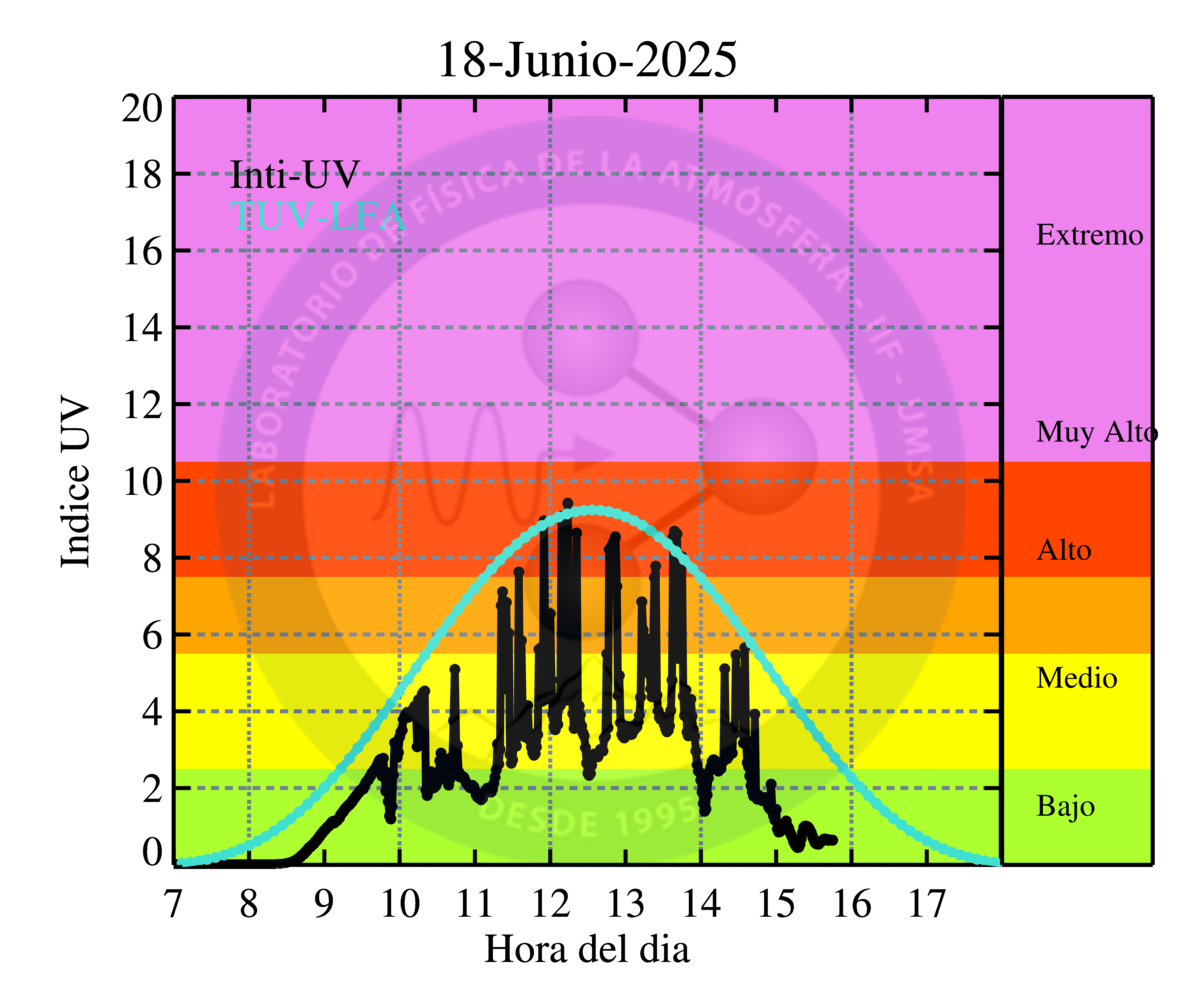 18-Junio-2025
20
18
16
14
12
10
8
6
4
2
0
Indice UV
Inti-UV
TUV-LFA
LABORATORIO DE FÍSICA DE LA ATMÓSFERA - IIF - UMSA
DESDE 1995
Extremo
Muy Alto
Alto
Medio
Bajo
7 8 9 10 11 12 13 14 15 16 17
Hora del dia